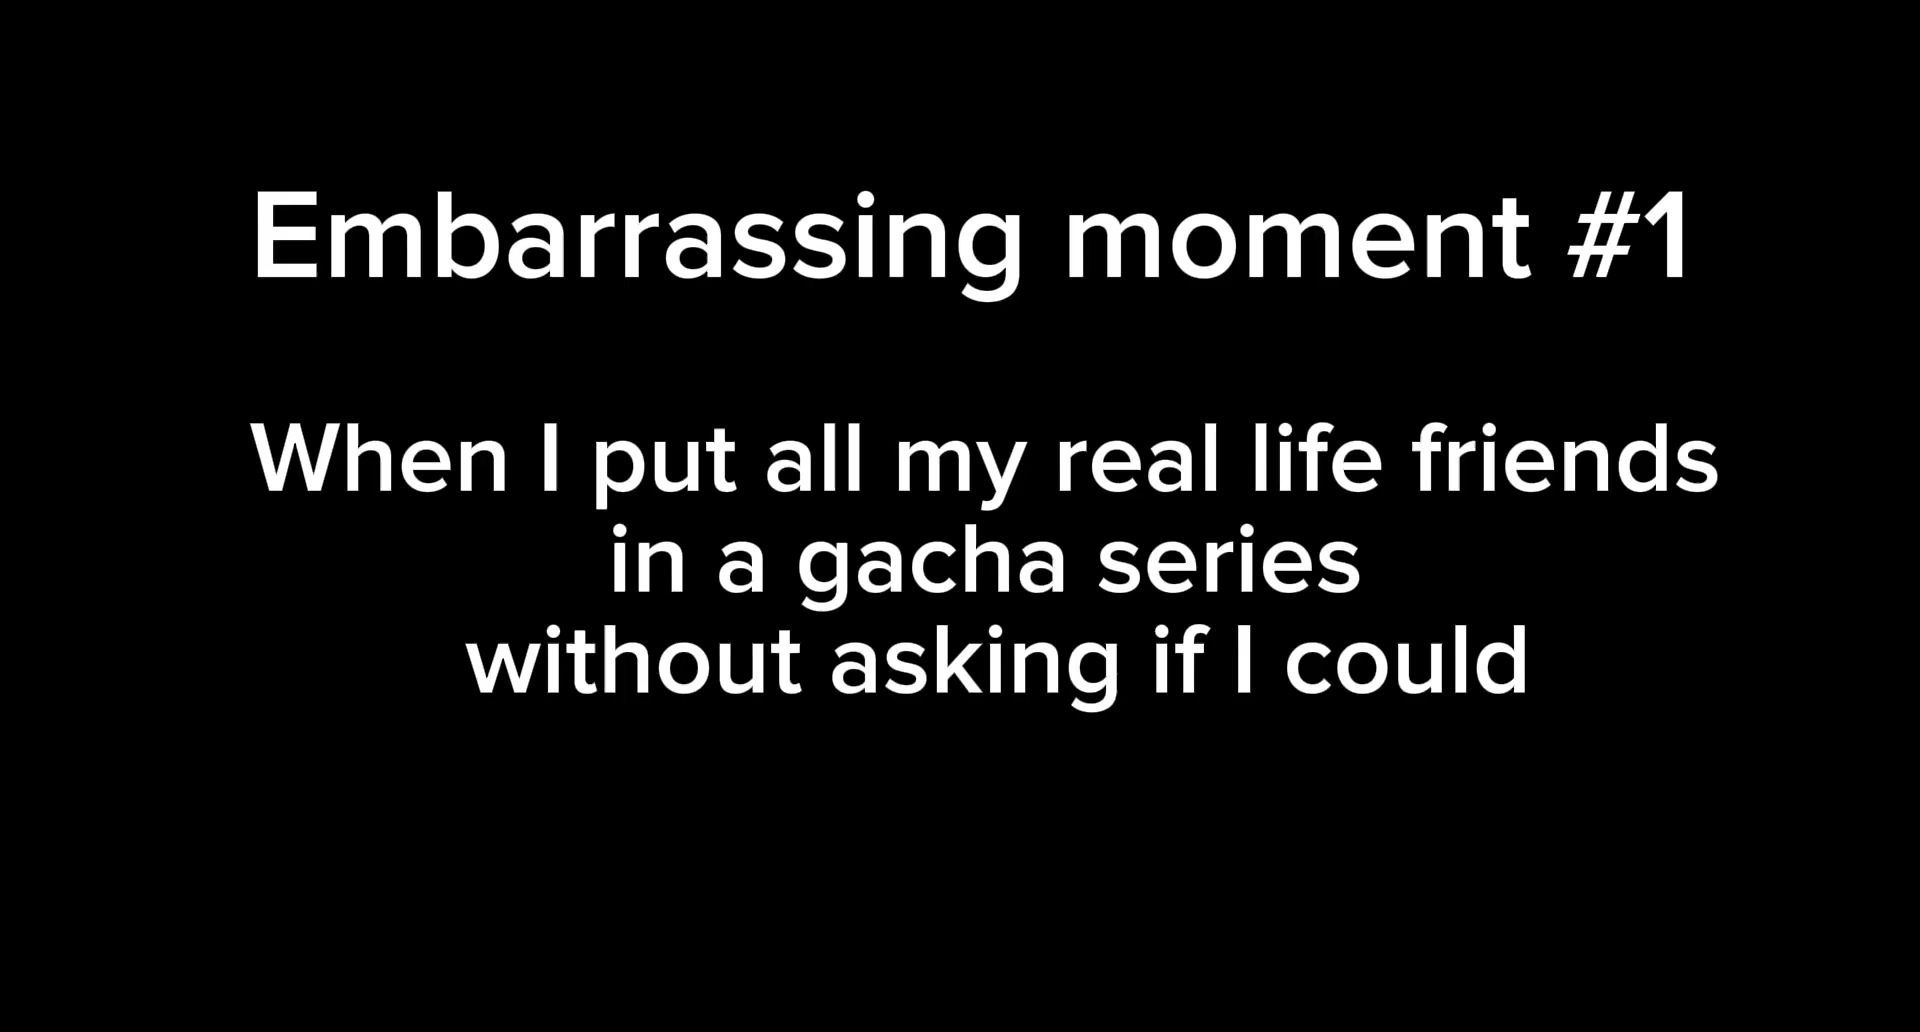 Embarrassing moment #1
When I put all my real life friends
in a gacha series
without asking if I could